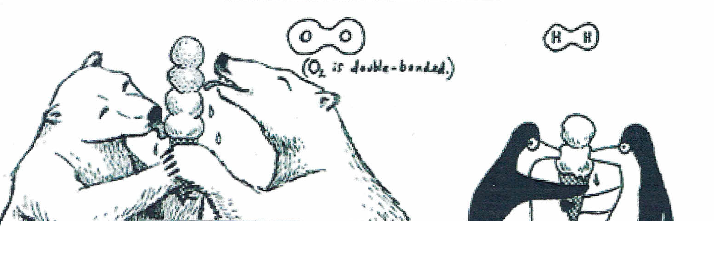 O O
(O₂ is double-bonded.)
H H